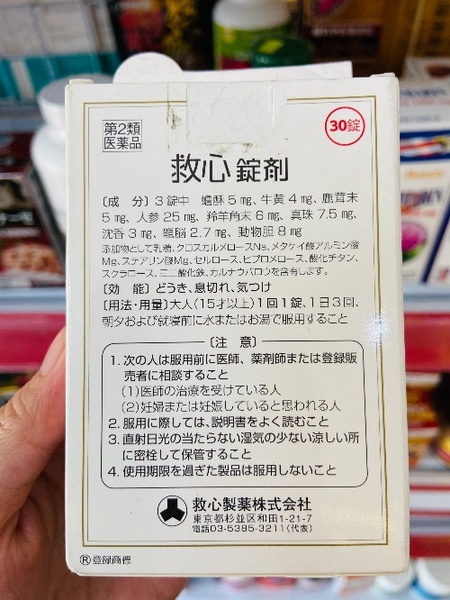 第2類
医薬品
30錠
救心錠剤
〔成 分〕3錠中 蟾酥5mg、牛黄4mg、鹿茸末
5mg、人参25mg、羚羊角末6mg、真珠7.5mg、
沈香3mg、龍脳2.7mg、動物胆8mg
添加物として乳糖、クロスカルメロースNa、メタケイ酸アルミン酸
Mg、ステアリン酸Mg、セルロース、ヒプロメロース、酸化チタン、
スクラロース、三二酸化鉄、カルナウバロウを含有します。
〔効 能〕どうき、息切れ、気つけ
〔用法・用量〕大人(15才以上)1回1錠、1日3回、
朝夕および就寝前に水またはお湯で服用すること
〔注 意〕
1. 次の人は服用前に医師、薬剤師または登録販
売者に相談すること
(1)医師の治療を受けている人
(2)妊婦または妊娠していると思われる人
2. 服用に際しては、説明書をよく読むこと
3. 直射日光の当たらない湿気の少ない涼しい所
に密栓して保管すること
4. 使用期限を過ぎた製品は服用しないこと
救心製薬株式会社
東京都杉並区和田1-21-7
電話03-5385-3211(代表)
®登録商標